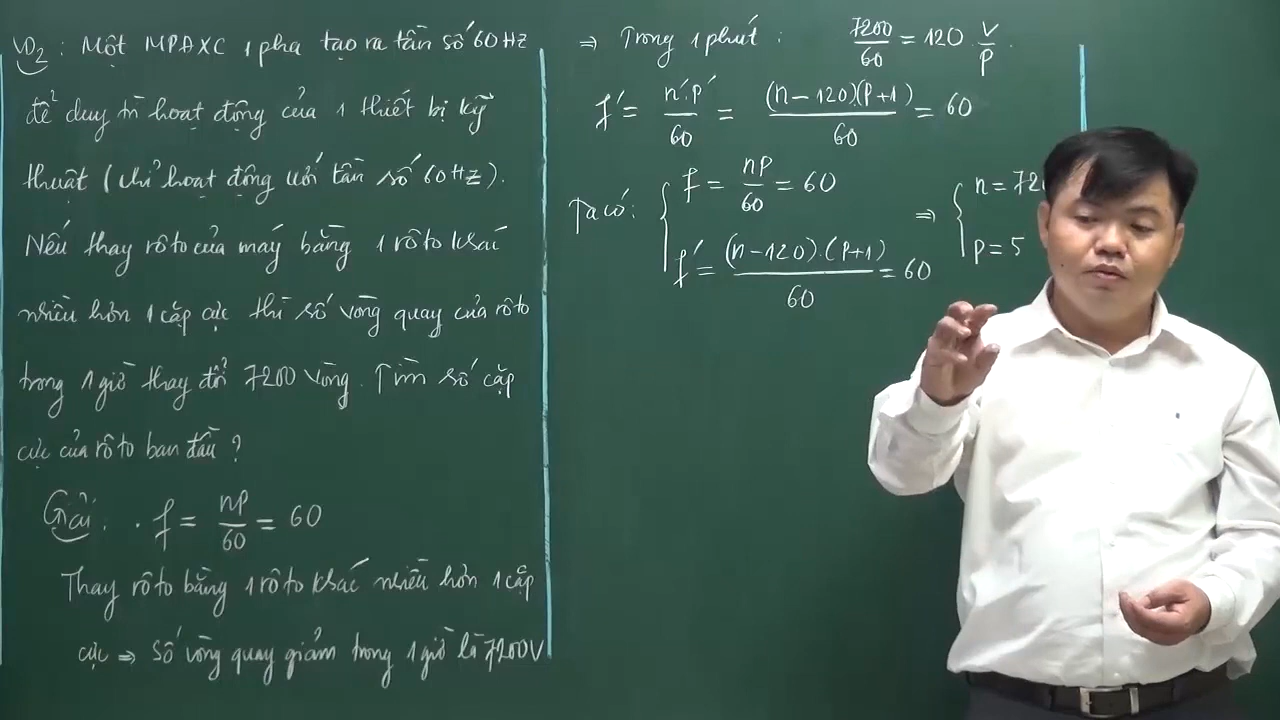 VD2: Một MPĐXC 1 pha tạo ra tần số 60 Hz
để duy trì hoạt động của 1 thiết bị kỹ
thuật (chỉ hoạt động với tần số 60 Hz).
Nếu thay rôto của máy bằng 1 rôto khác
nhiều hơn 1 cặp cực thì số vòng quay của rôto
trong 1 giờ thay đổi 7200 vòng. Tìm số cặp
cực của rôto ban đầu?
Giải: · f = np/60 = 60
Thay rôto bằng 1 rôto khác nhiều hơn 1 cặp
cực ⇒ số vòng quay giảm trong 1 giờ là 7200V
⇒ Trong 1 phút: 7200/60 = 120 · V/P.
f' = n'.p'/60 = (n-120)(p+1)/60 = 60
Ta có: { f = np/60 = 60
f' = (n-120).(p+1)/60 = 60
⇒ { n = 72
p = 5